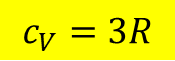 c_V = 3R